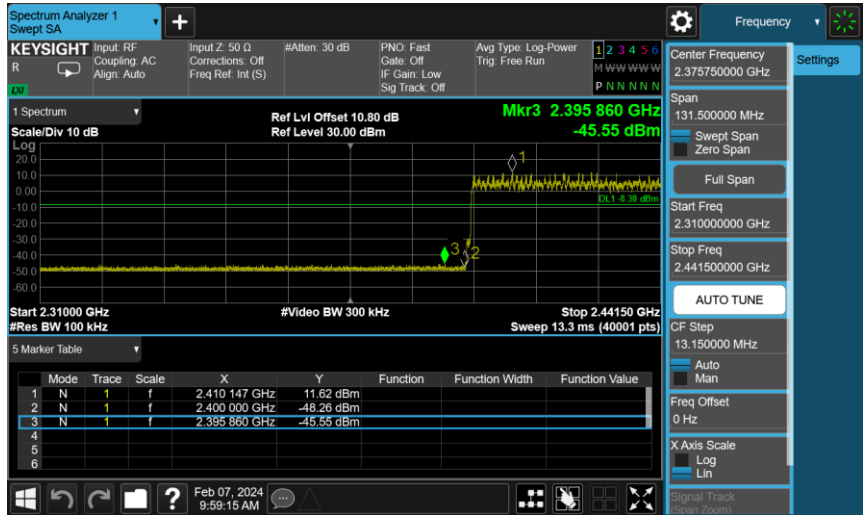 Spectrum Analyzer 1
Swept SA
+
Frequency
KEYSIGHT
R
LXI
Input: RF
Coupling: AC
Align: Auto
Input Z: 50 Ω
Corrections: Off
Freq Ref: Int (S)
#Atten: 30 dB
PNO: Fast
Gate: Off
IF Gain: Low
Sig Track: Off
Avg Type: Log-Power
Trig: Free Run
1 2 3 4 5 6
M W W W W W
P N N N N N
Center Frequency
2.375750000 GHz
Settings
Span
131.500000 MHz
Swept Span
Zero Span
Full Span
Start Freq
2.310000000 GHz
Stop Freq
2.441500000 GHz
AUTO TUNE
CF Step
13.150000 MHz
Auto
Man
Freq Offset
0 Hz
X Axis Scale
Log
Lin
Signal Track
(Span Zoom)
1 Spectrum
Scale/Div 10 dB
Ref Lvl Offset 10.80 dB
Ref Level 30.00 dBm
Mkr3 2.395 860 GHz
-45.55 dBm
Log
20.0
10.0
0.00
-10.0
-20.0
-30.0
-40.0
-50.0
-60.0
1
DL1 -8.38 dBm
3
2
Start 2.31000 GHz
#Res BW 100 kHz
#Video BW 300 kHz
Stop 2.44150 GHz
Sweep 13.3 ms (40001 pts)
5 Marker Table
Mode Trace Scale X Y Function Function Width Function Value
1 N 1 f 2.410 147 GHz 11.62 dBm
2 N 1 f 2.400 000 GHz -48.26 dBm
3 N 1 f 2.395 860 GHz -45.55 dBm
4
5
6
?
Feb 07, 2024
9:59:15 AM